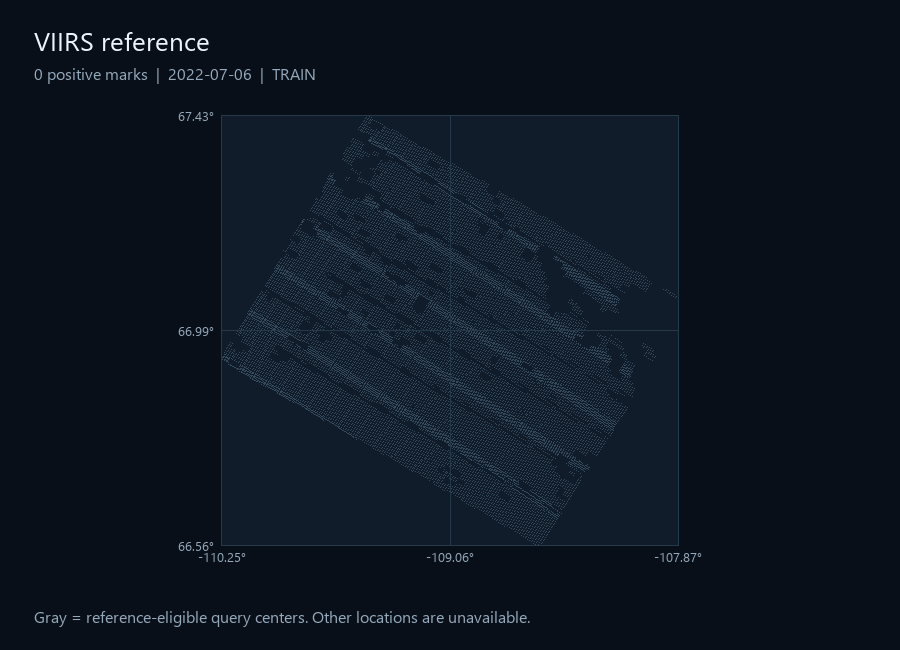 VIIRS reference
0 positive marks | 2022-07-06 | TRAIN
67.43°
66.99°
66.56°
-110.25°
-109.06°
-107.87°
Gray = reference-eligible query centers. Other locations are unavailable.